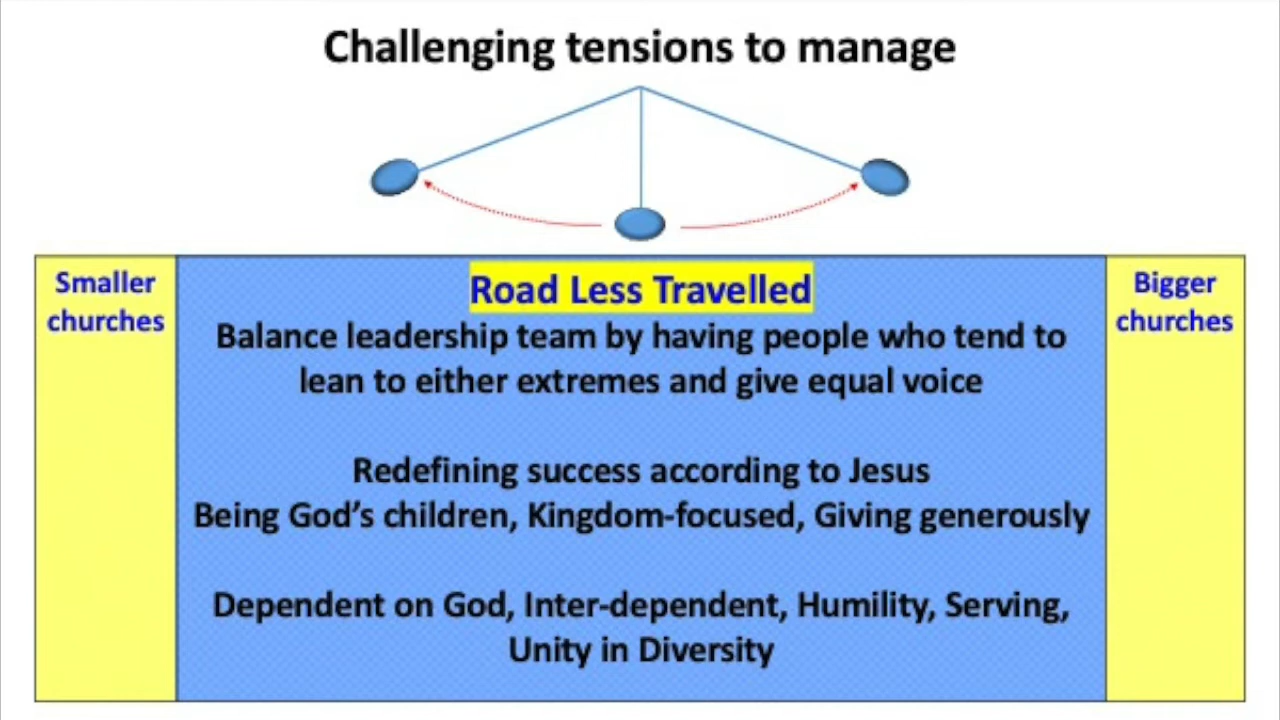 Challenging tensions to manage
Smaller
churches
Road Less Travelled
Balance leadership team by having people who tend to
lean to either extremes and give equal voice
Redefining success according to Jesus
Being God’s children, Kingdom-focused, Giving generously
Dependent on God, Inter-dependent, Humility, Serving,
Unity in Diversity
Bigger
churches